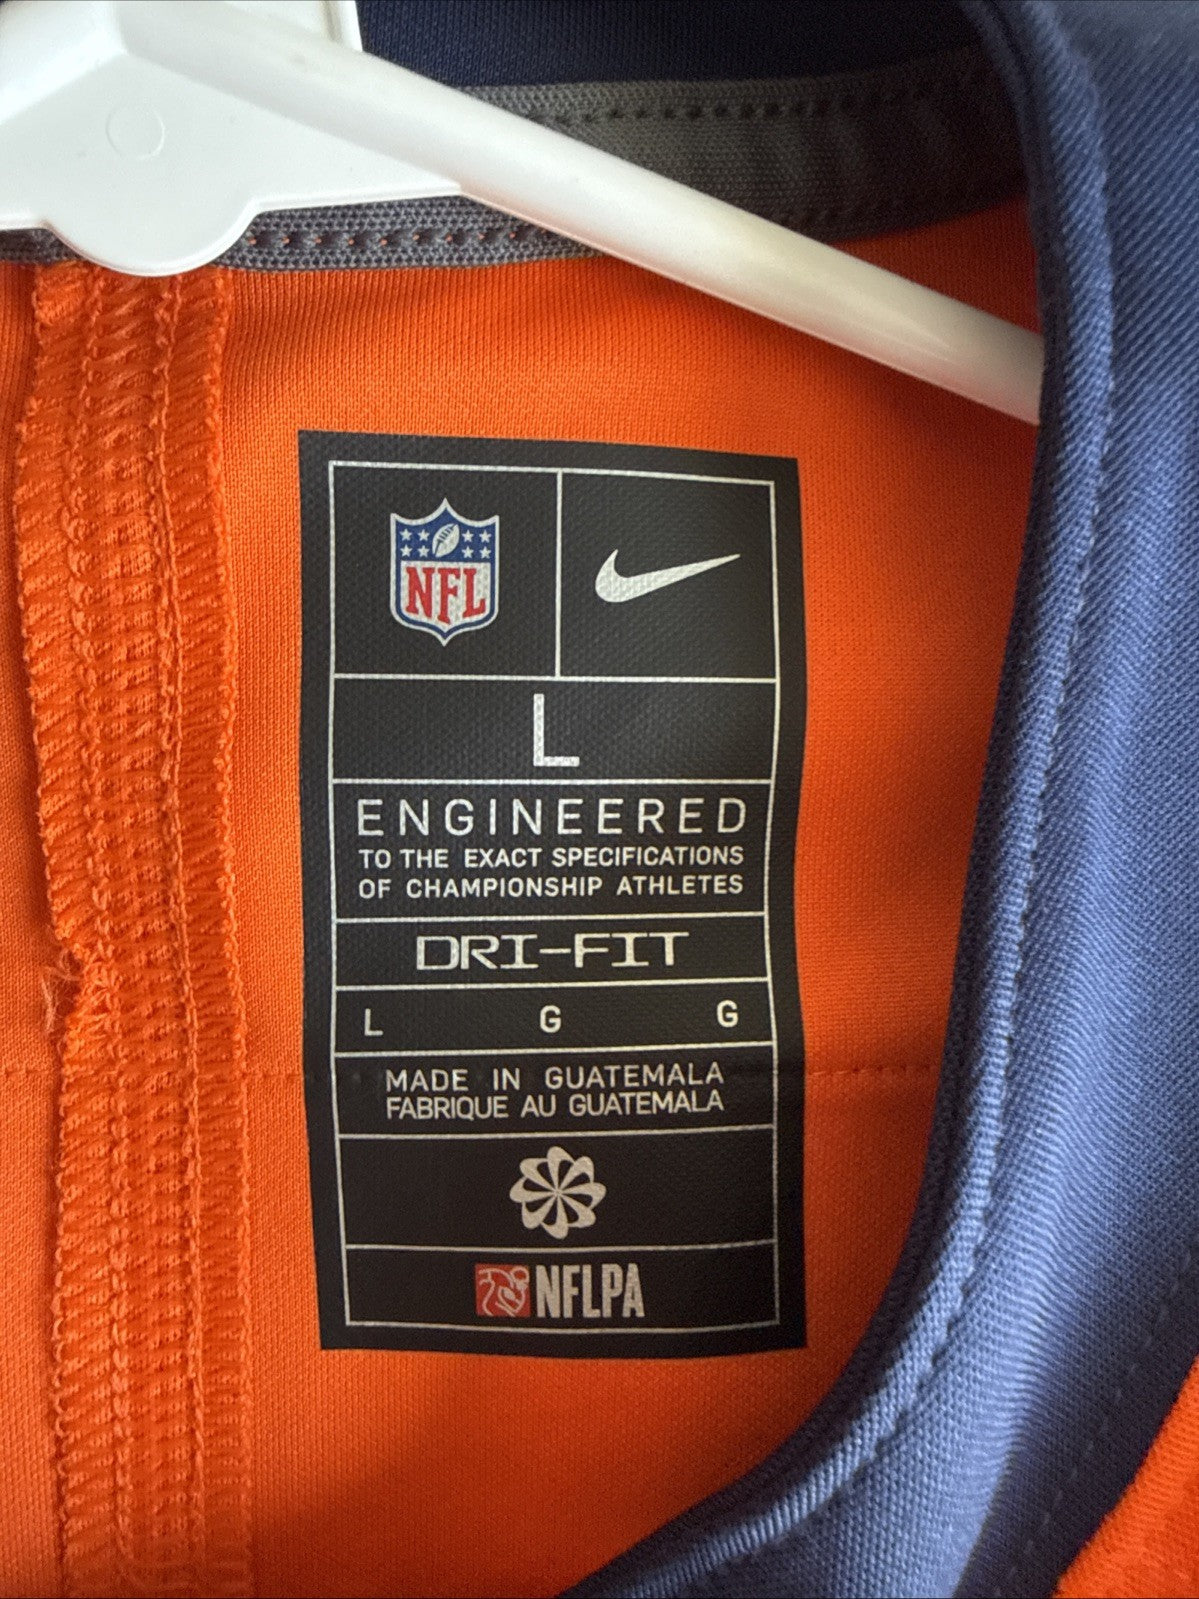 NFL
L
ENGINEERED
TO THE EXACT SPECIFICATIONS
OF CHAMPIONSHIP ATHLETES
DRI-FIT
L G G
MADE IN GUATEMALA
FABRIQUE AU GUATEMALA
NFLPA